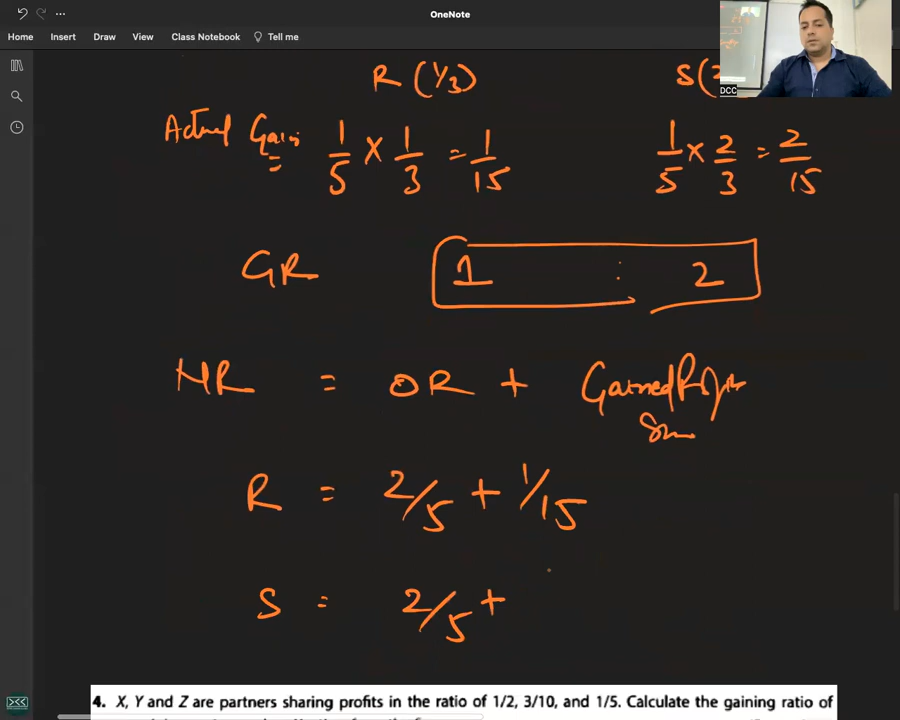 OneNote
Home Insert Draw View Class Notebook Tell me
DCC
R (1/3) S(2
Actual Gain 1/5 x 1/3 = 1/15 1/5 x 2/3 = 2/15
GR 1 : 2
NR = OR + Gained Profit
R = 2/5 + 1/15
S = 2/5 +
4. X, Y and Z are partners sharing profits in the ratio of 1/2, 3/10, and 1/5. Calculate the gaining ratio of